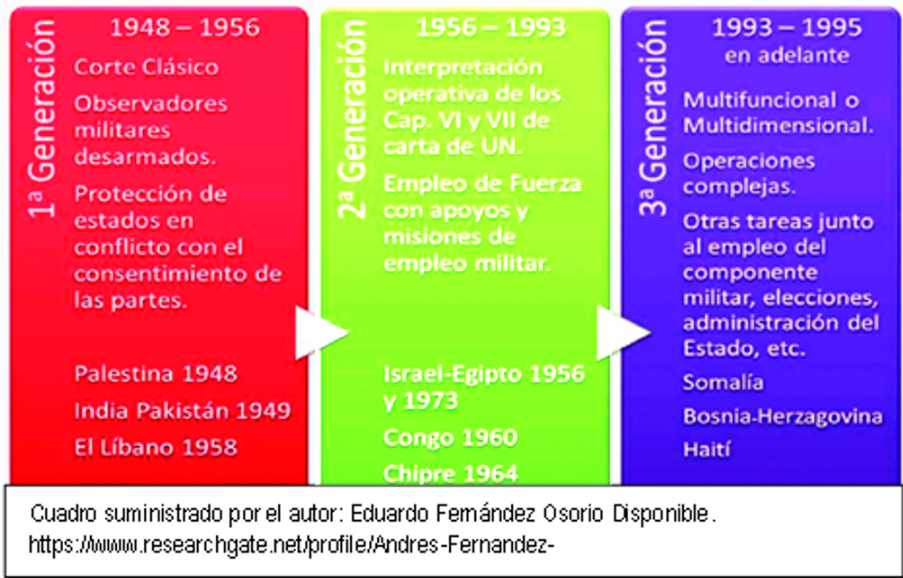 1ª Generación
1948 – 1956
Corte Clásico
Observadores
militares
desarmados.
Protección de
estados en
conflicto con el
consentimiento de
las partes.
Palestina 1948
India Pakistán 1949
El Líbano 1958
2ª Generación
1956 – 1993
Interpretación
operativa de los
Cap. VI y VII de
carta de UN.
Empleo de Fuerza
con apoyos y
misiones de
empleo militar.
Israel-Egipto 1956
y 1973
Congo 1960
Chipre 1964
3ª Generación
1993 – 1995
en adelante
Multifuncional o
Multidimensional.
Operaciones
complejas.
Otras tareas junto
al empleo del
componente
militar, elecciones,
administración del
Estado, etc.
Somalía
Bosnia-Herzagovina
Haití
Cuadro suministrado por el autor: Eduardo Fernández Osorio Disponible.
https://www.researchgate.net/profile/Andres-Fernandez-